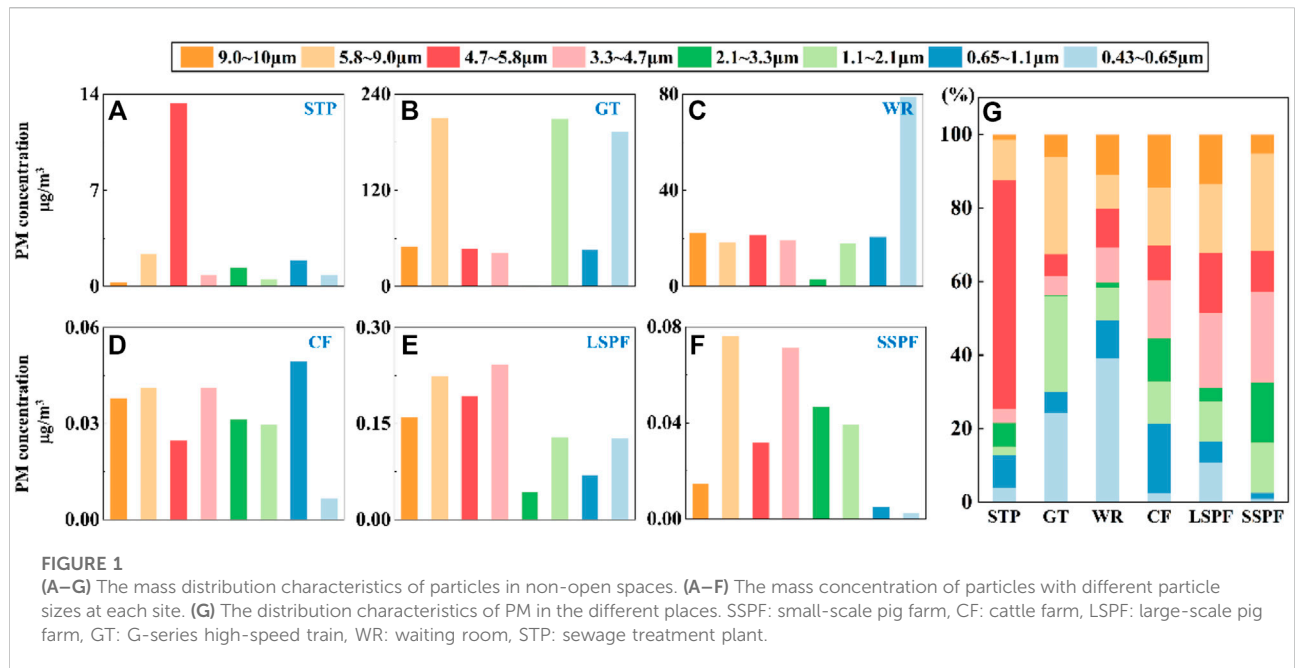 9.0~10μm 5.8~9.0μm 4.7~5.8μm 3.3~4.7μm 2.1~3.3μm 1.1~2.1μm 0.65~1.1μm 0.43~0.65μm
PM concentration
μg/m³
14
7
0
A
STP
240
120
0
B
GT
80
40
0
C
WR
PM concentration
μg/m³
0.06
0.03
0.00
D
CF
0.30
0.15
0.00
E
LSPF
0.08
0.04
0.00
F
SSPF
(%)
G
100
80
60
40
20
0
STP GT WR CF LSPF SSPF
FIGURE 1
(A–G) The mass distribution characteristics of particles in non-open spaces. (A–F) The mass concentration of particles with different particle
sizes at each site. (G) The distribution characteristics of PM in the different places. SSPF: small-scale pig farm, CF: cattle farm, LSPF: large-scale pig
farm, GT: G-series high-speed train, WR: waiting room, STP: sewage treatment plant.